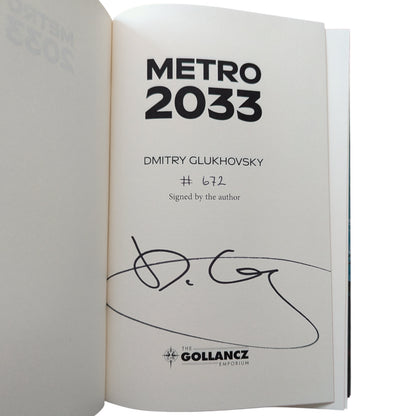 METRO
2033
DMITRY GLUKHOVSKY
# 672
Signed by the author
THE
GOLLANCZ
EMPORIUM